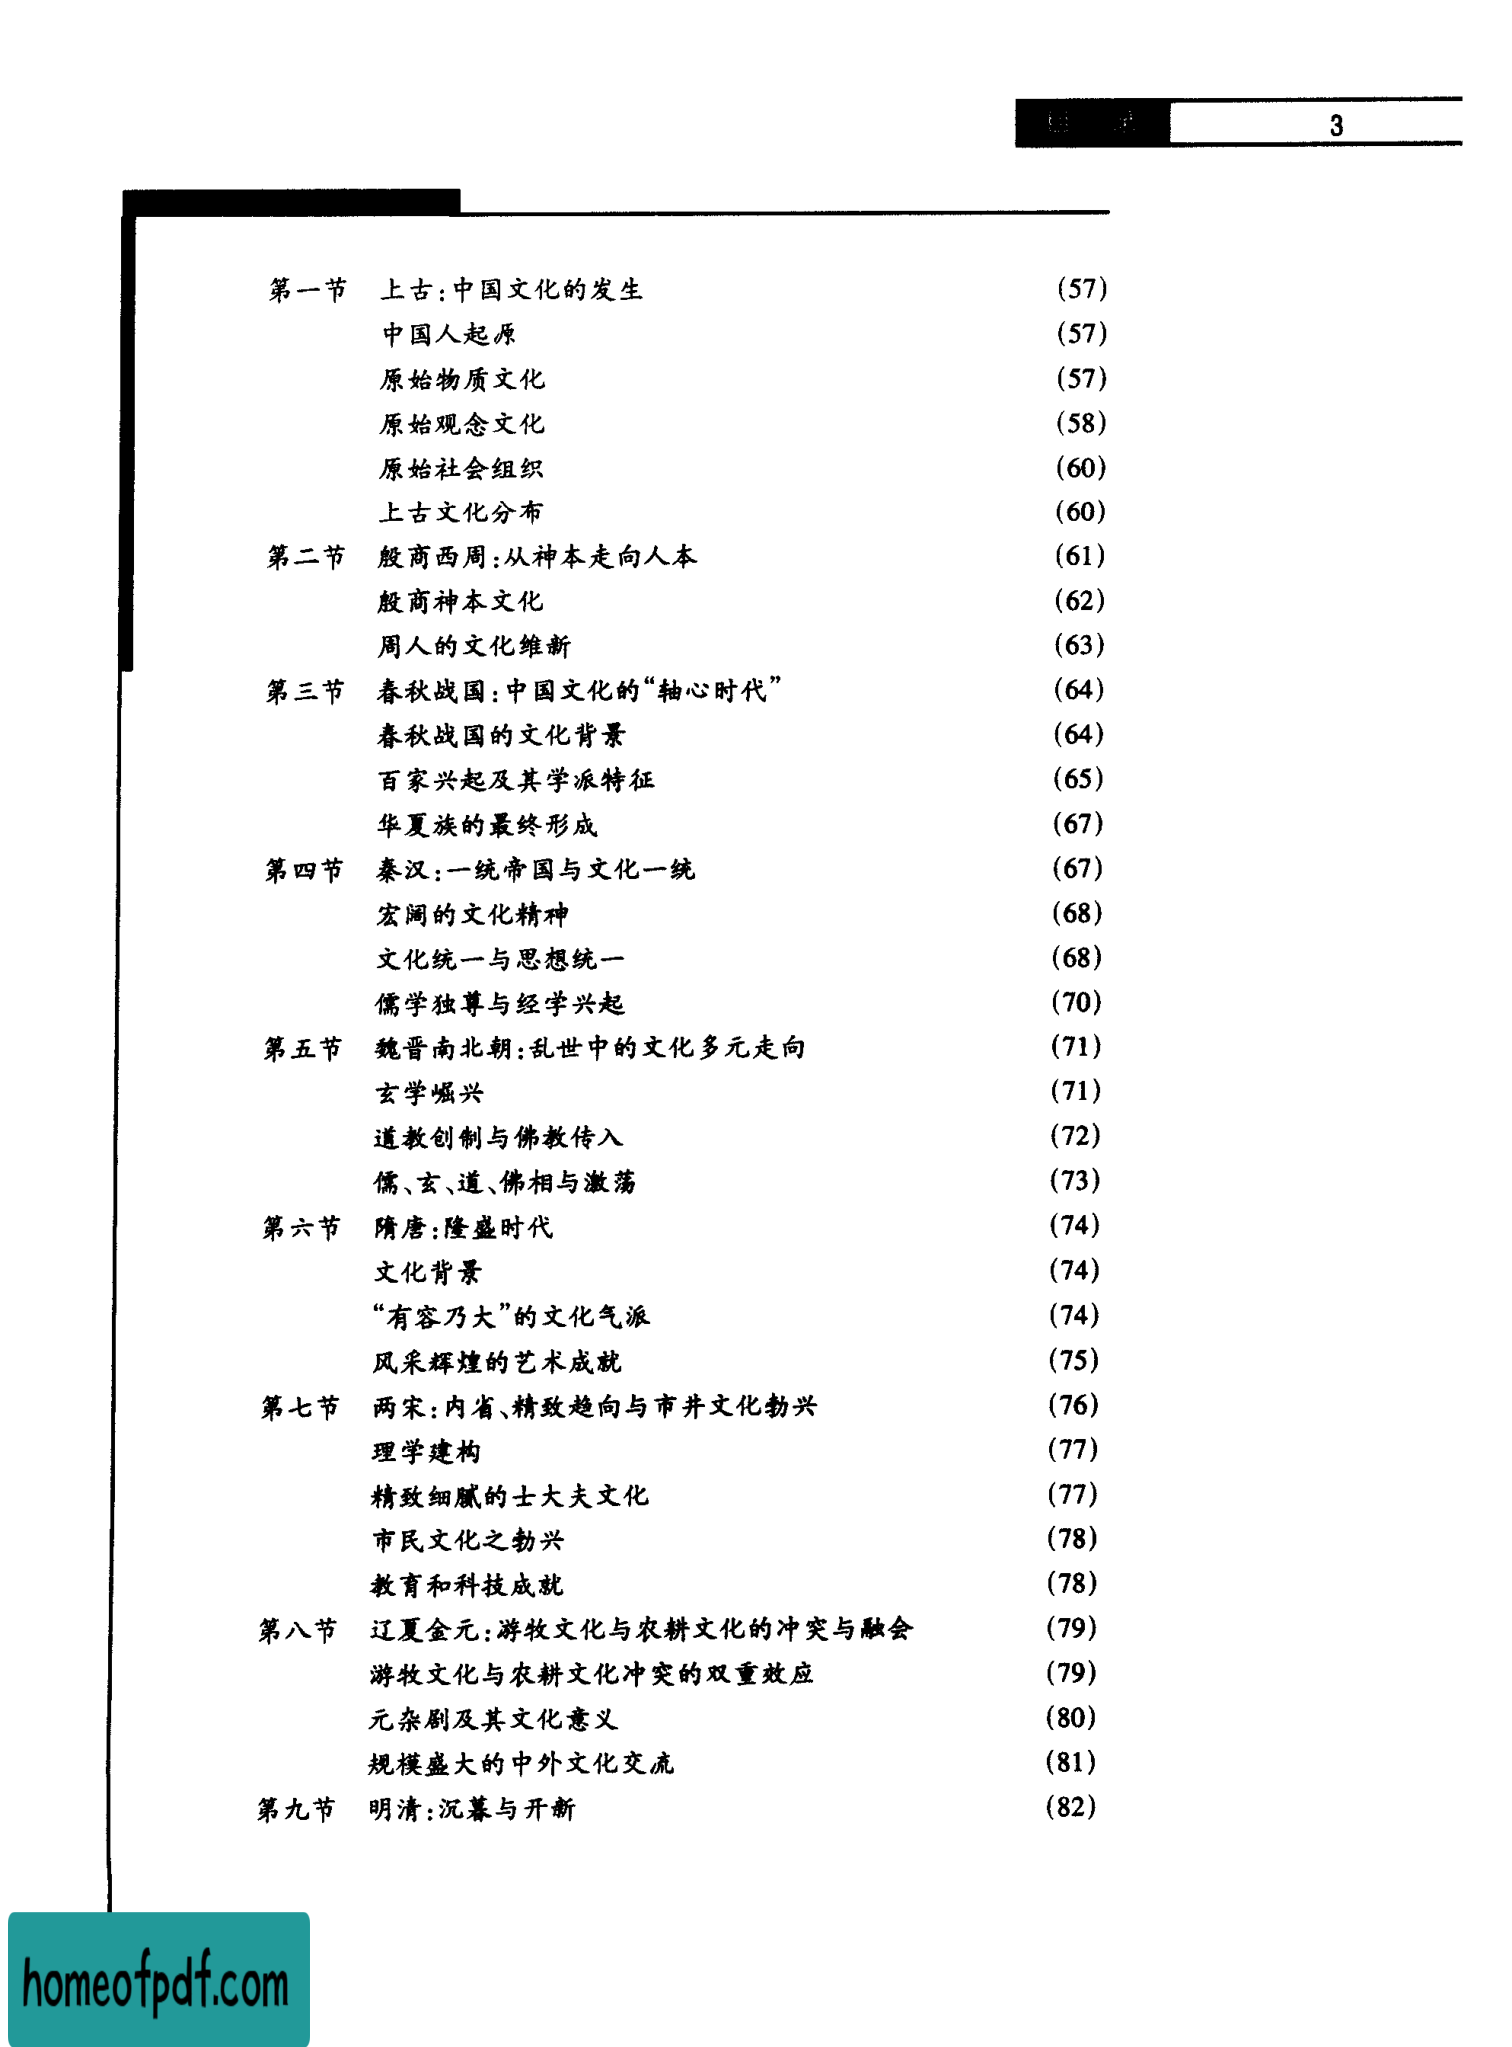 目 录 3
第一节 上古:中国文化的发生 (57)
中国人起源 (57)
原始物质文化 (57)
原始观念文化 (58)
原始社会组织 (60)
上古文化分布 (60)
第二节 殷商西周:从神本走向人本 (61)
殷商神本文化 (62)
周人的文化维新 (63)
第三节 春秋战国:中国文化的“轴心时代” (64)
春秋战国的文化背景 (64)
百家兴起及其学派特征 (65)
华夏族的最终形成 (67)
第四节 秦汉:一统帝国与文化一统 (67)
宏阔的文化精神 (68)
文化统一与思想统一 (68)
儒学独尊与经学兴起 (70)
第五节 魏晋南北朝:乱世中的文化多元走向 (71)
玄学崛兴 (71)
道教创制与佛教传入 (72)
儒、玄、道、佛相与激荡 (73)
第六节 隋唐:隆盛时代 (74)
文化背景 (74)
“有容乃大”的文化气派 (74)
风采辉煌的艺术成就 (75)
第七节 两宋:内省、精致趋向与市井文化勃兴 (76)
理学建构 (77)
精致细腻的士大夫文化 (77)
市民文化之勃兴 (78)
教育和科技成就 (78)
第八节 辽夏金元:游牧文化与农耕文化的冲突与融会 (79)
游牧文化与农耕文化冲突的双重效应 (79)
元杂剧及其文化意义 (80)
规模盛大的中外文化交流 (81)
第九节 明清:沉暮与开新 (82)
homeofpdf.com